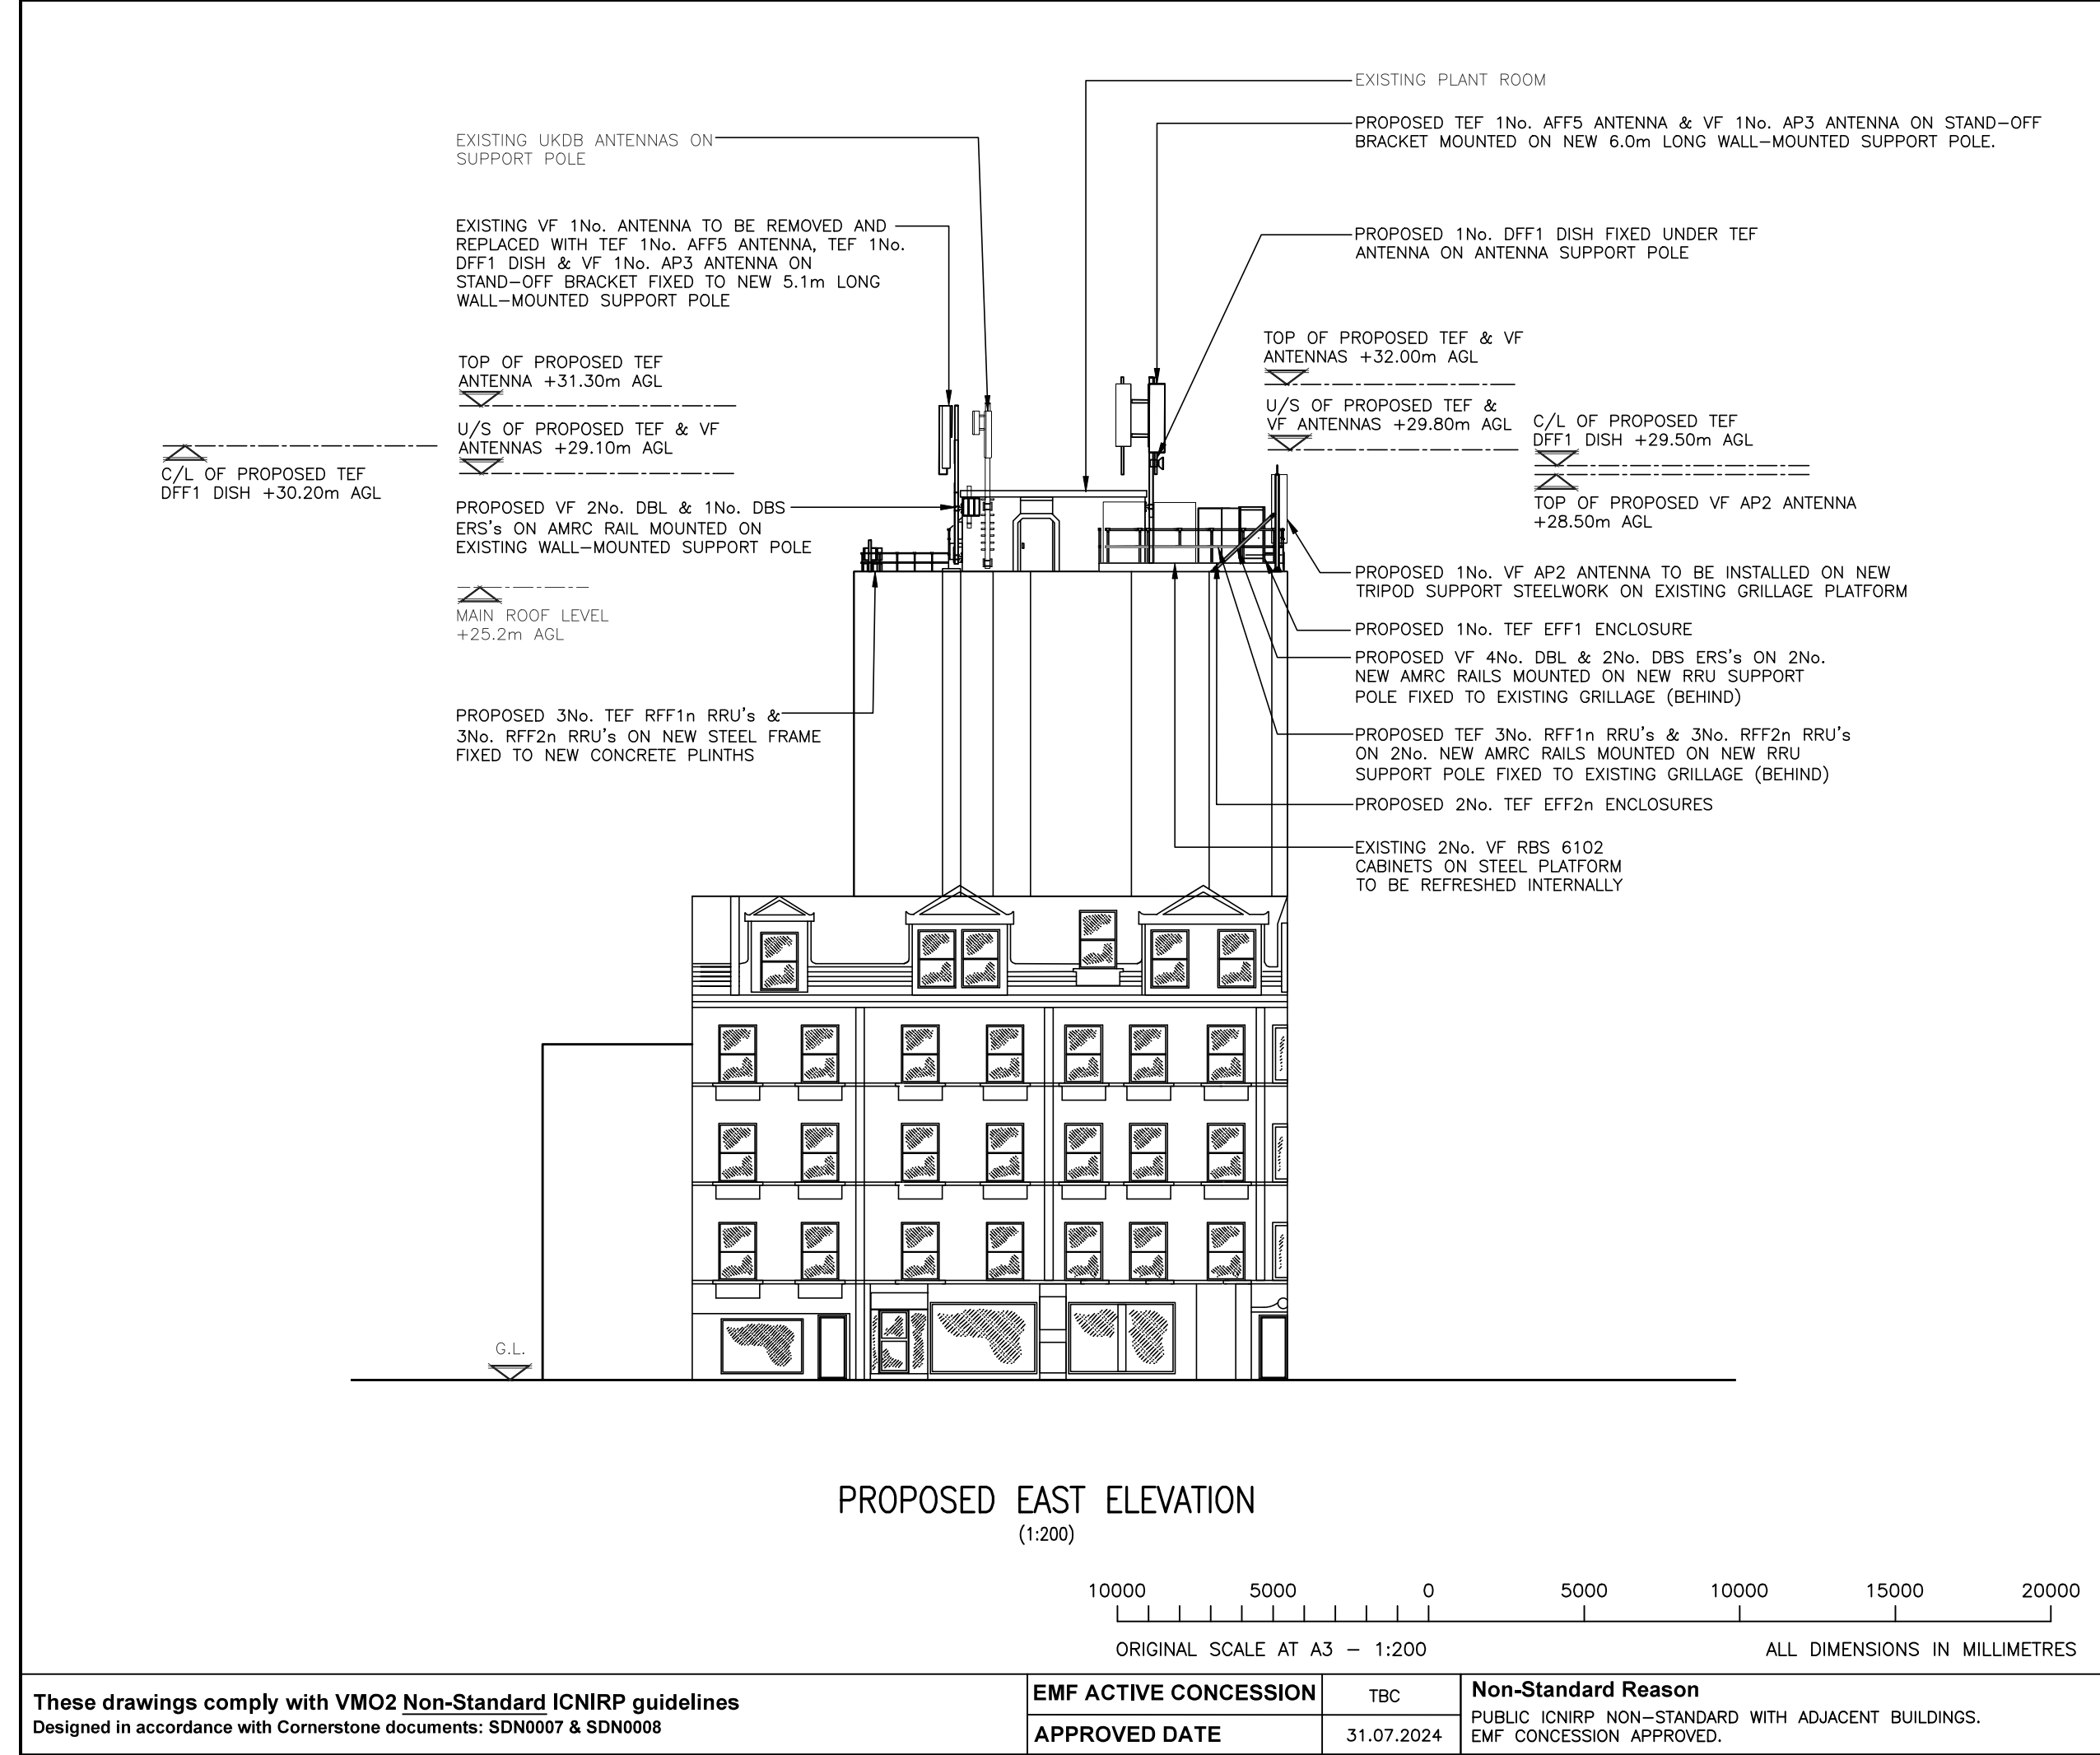 EXISTING PLANT ROOM
PROPOSED TEF 1No. AFF5 ANTENNA & VF 1No. AP3 ANTENNA ON STAND-OFF
BRACKET MOUNTED ON NEW 6.0m LONG WALL-MOUNTED SUPPORT POLE.
EXISTING UKDB ANTENNAS ON
SUPPORT POLE
EXISTING VF 1No. ANTENNA TO BE REMOVED AND
REPLACED WITH TEF 1No. AFF5 ANTENNA, TEF 1No.
DFF1 DISH & VF 1No. AP3 ANTENNA ON
STAND-OFF BRACKET FIXED TO NEW 5.1m LONG
WALL-MOUNTED SUPPORT POLE
PROPOSED 1No. DFF1 DISH FIXED UNDER TEF
ANTENNA ON ANTENNA SUPPORT POLE
TOP OF PROPOSED TEF
ANTENNA +31.30m AGL
U/S OF PROPOSED TEF & VF
ANTENNAS +29.10m AGL
C/L OF PROPOSED TEF
DFF1 DISH +30.20m AGL
TOP OF PROPOSED TEF & VF
ANTENNAS +32.00m AGL
U/S OF PROPOSED TEF &
VF ANTENNAS +29.80m AGL
C/L OF PROPOSED TEF
DFF1 DISH +29.50m AGL
TOP OF PROPOSED VF AP2 ANTENNA
+28.50m AGL
PROPOSED VF 2No. DBL & 1No. DBS
ERS's ON AMRC RAIL MOUNTED ON
EXISTING WALL-MOUNTED SUPPORT POLE
MAIN ROOF LEVEL
+25.2m AGL
PROPOSED 3No. TEF RFF1n RRU's &
3No. RFF2n RRU's ON NEW STEEL FRAME
FIXED TO NEW CONCRETE PLINTHS
PROPOSED 1No. VF AP2 ANTENNA TO BE INSTALLED ON NEW
TRIPOD SUPPORT STEELWORK ON EXISTING GRILLAGE PLATFORM
PROPOSED 1No. TEF EFF1 ENCLOSURE
PROPOSED VF 4No. DBL & 2No. DBS ERS's ON 2No.
NEW AMRC RAILS MOUNTED ON NEW RRU SUPPORT
POLE FIXED TO EXISTING GRILLAGE (BEHIND)
PROPOSED TEF 3No. RFF1n RRU's & 3No. RFF2n RRU's
ON 2No. NEW AMRC RAILS MOUNTED ON NEW RRU
SUPPORT POLE FIXED TO EXISTING GRILLAGE (BEHIND)
PROPOSED 2No. TEF EFF2n ENCLOSURES
EXISTING 2No. VF RBS 6102
CABINETS ON STEEL PLATFORM
TO BE REFRESHED INTERNALLY
G.L.
PROPOSED EAST ELEVATION
(1:200)
10000 5000 0 5000 10000 15000 20000
ORIGINAL SCALE AT A3 - 1:200 ALL DIMENSIONS IN MILLIMETRES
These drawings comply with VMO2 Non-Standard ICNIRP guidelines
Designed in accordance with Cornerstone documents: SDN0007 & SDN0008
EMF ACTIVE CONCESSION TBC
APPROVED DATE 31.07.2024
Non-Standard Reason
PUBLIC ICNIRP NON-STANDARD WITH ADJACENT BUILDINGS.
EMF CONCESSION APPROVED.